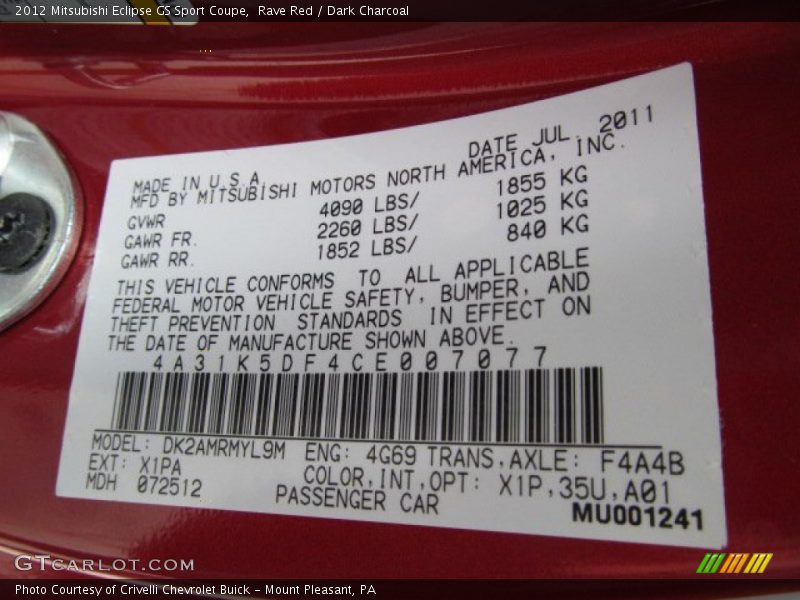 2012 Mitsubishi Eclipse GS Sport Coupe,  Rave Red / Dark Charcoal
DATE JUL. 2011
MADE IN U.S.A.
MFD BY MITSUBISHI MOTORS NORTH AMERICA, INC.
GVWR 4090 LBS/ 1855 KG
GAWR FR. 2260 LBS/ 1025 KG
GAWR RR. 1852 LBS/ 840 KG
THIS VEHICLE CONFORMS TO ALL APPLICABLE
FEDERAL MOTOR VEHICLE SAFETY, BUMPER, AND
THEFT PREVENTION STANDARDS IN EFFECT ON
THE DATE OF MANUFACTURE SHOWN ABOVE.
4A31K5DF4CE007077
MODEL: DK2AMRMYL9M ENG: 4G69 TRANS,AXLE: F4A4B
EXT: X1PA COLOR,INT,OPT: X1P,35U,A01
MDH 072512 PASSENGER CAR
MU001241
GTCARLOT.COM
Photo Courtesy of Crivelli Chevrolet Buick - Mount Pleasant, PA